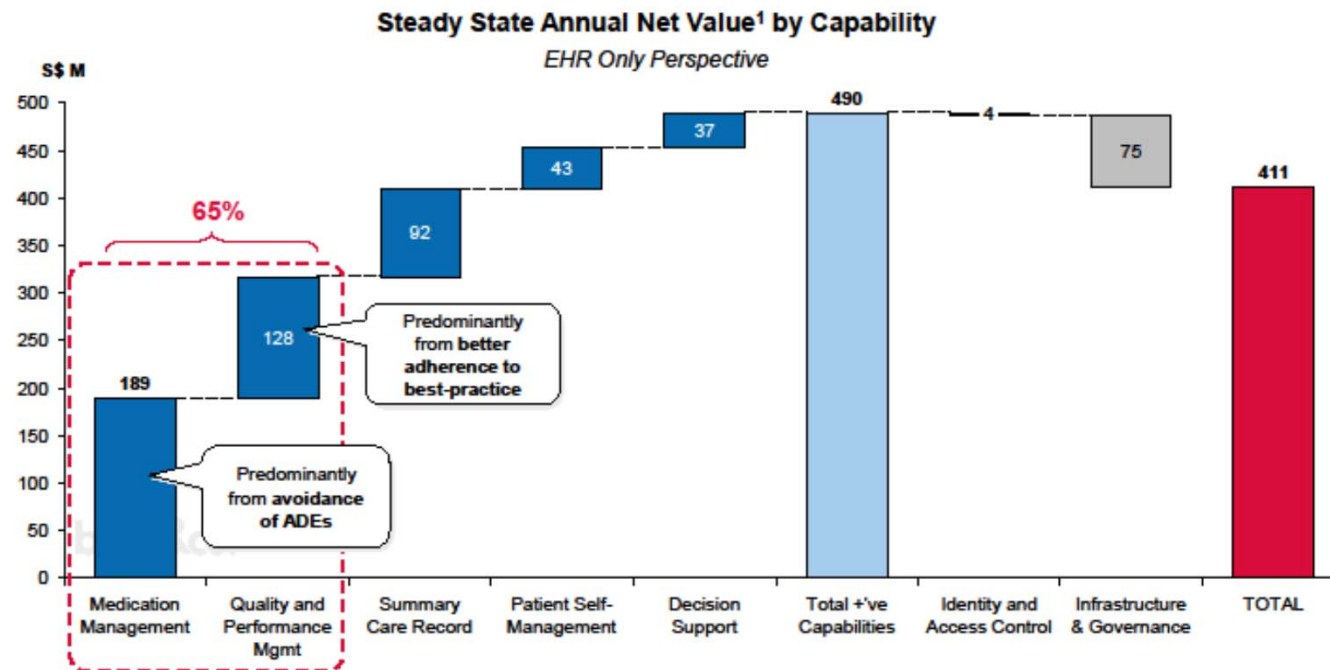 Steady State Annual Net Value¹ by Capability
EHR Only Perspective
S$ M
500
450
400
350
300
250
200
150
100
50
0
65%
189
128
92
43
37
490
4
75
411
Predominantly
from avoidance
of ADEs
Predominantly
from better
adherence to
best-practice
Medication
Management
Quality and
Performance
Mgmt
Summary
Care Record
Patient Self-
Management
Decision
Support
Total +'ve
Capabilities
Identity and
Access Control
Infrastructure
& Governance
TOTAL